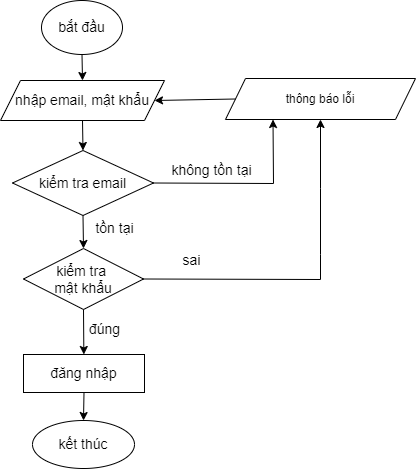 bắt đầu
nhập email, mật khẩu
thông báo lỗi
kiểm tra email
không tồn tại
tồn tại
kiểm tra
mật khẩu
sai
đúng
đăng nhập
kết thúc